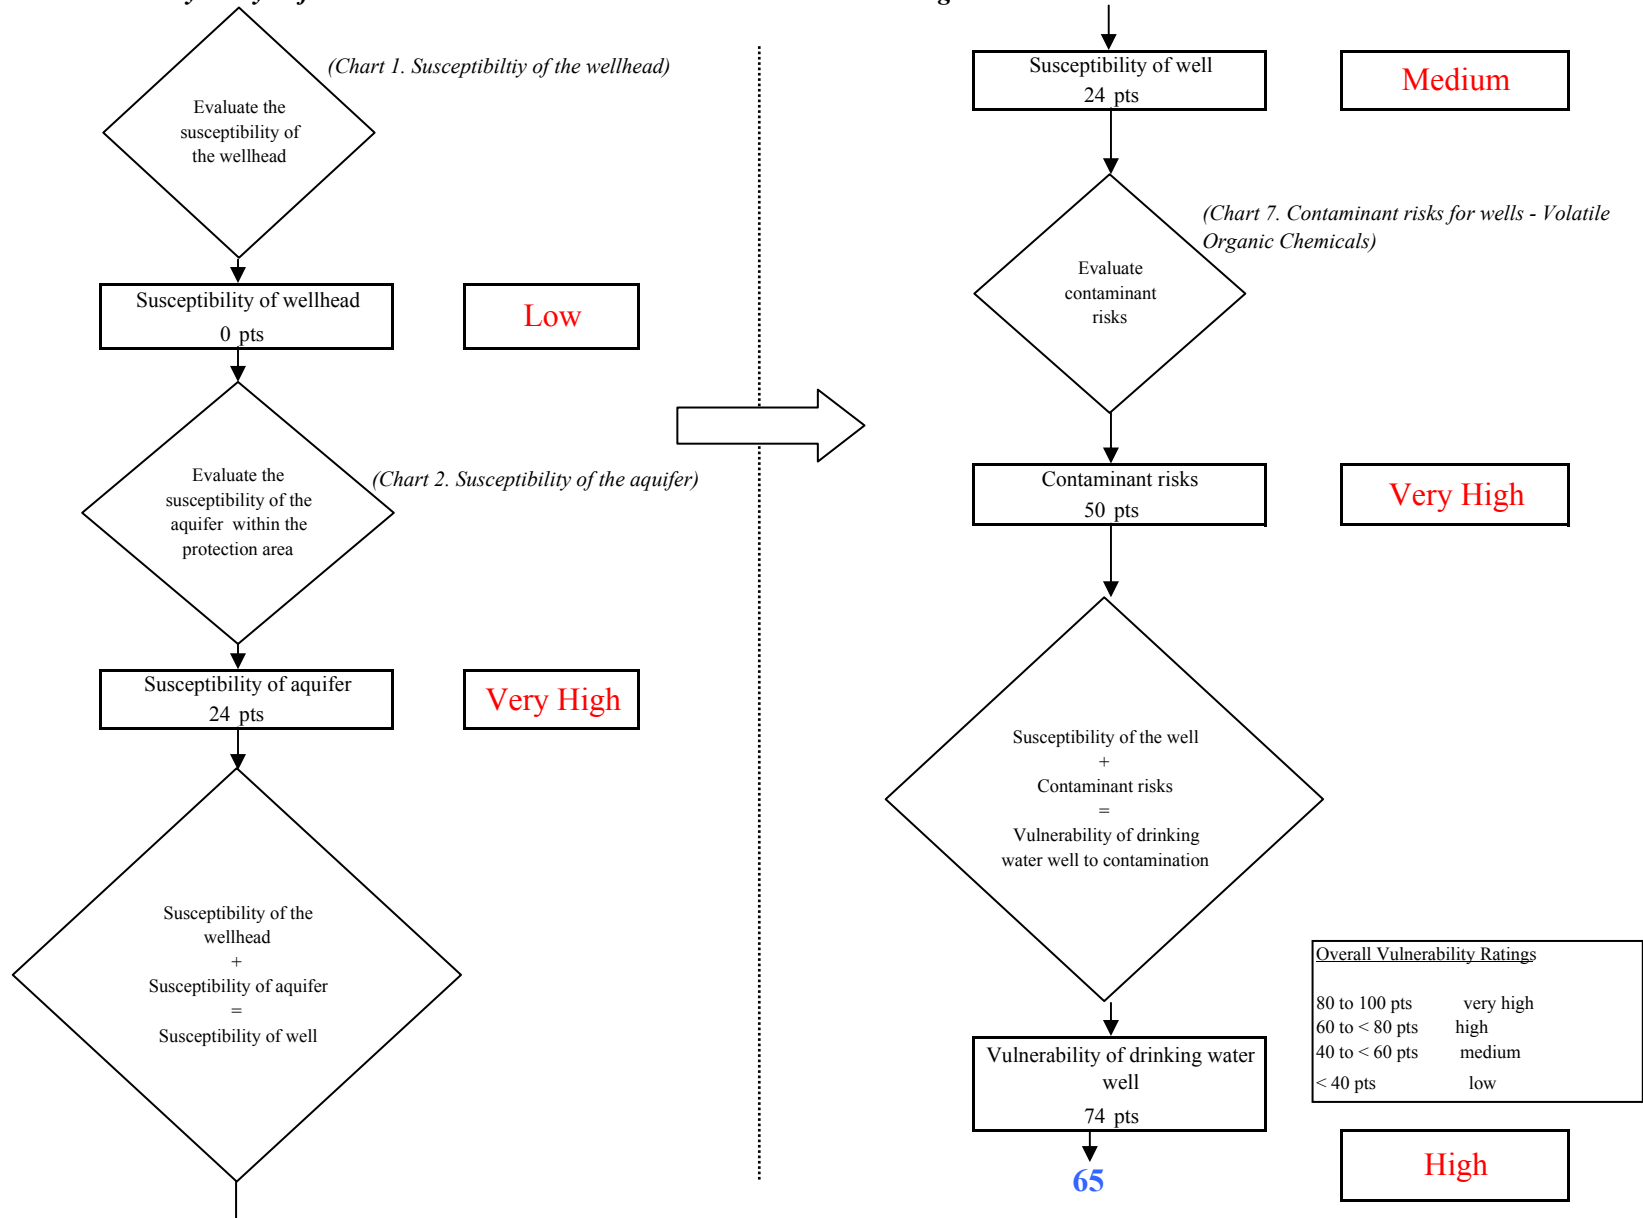 (Chart 1. Susceptibiltiy of the wellhead)
Evaluate the
susceptibility of
the wellhead
Susceptibility of wellhead
0 pts
Low
Evaluate the
susceptibility of the
aquifer within the
protection area
(Chart 2. Susceptibility of the aquifer)
Susceptibility of aquifer
24 pts
Very High
Susceptibility of the
wellhead
+
Susceptibility of aquifer
=
Susceptibility of well
Susceptibility of well
24 pts
Medium
(Chart 7. Contaminant risks for wells - Volatile
Organic Chemicals)
Evaluate
contaminant
risks
Contaminant risks
50 pts
Very High
Susceptibility of the well
+
Contaminant risks
=
Vulnerability of drinking
water well to contamination
Overall Vulnerability Ratings
80 to 100 pts very high
60 to < 80 pts high
40 to < 60 pts medium
< 40 pts low
Vulnerability of drinking water
well
74 pts
65
High